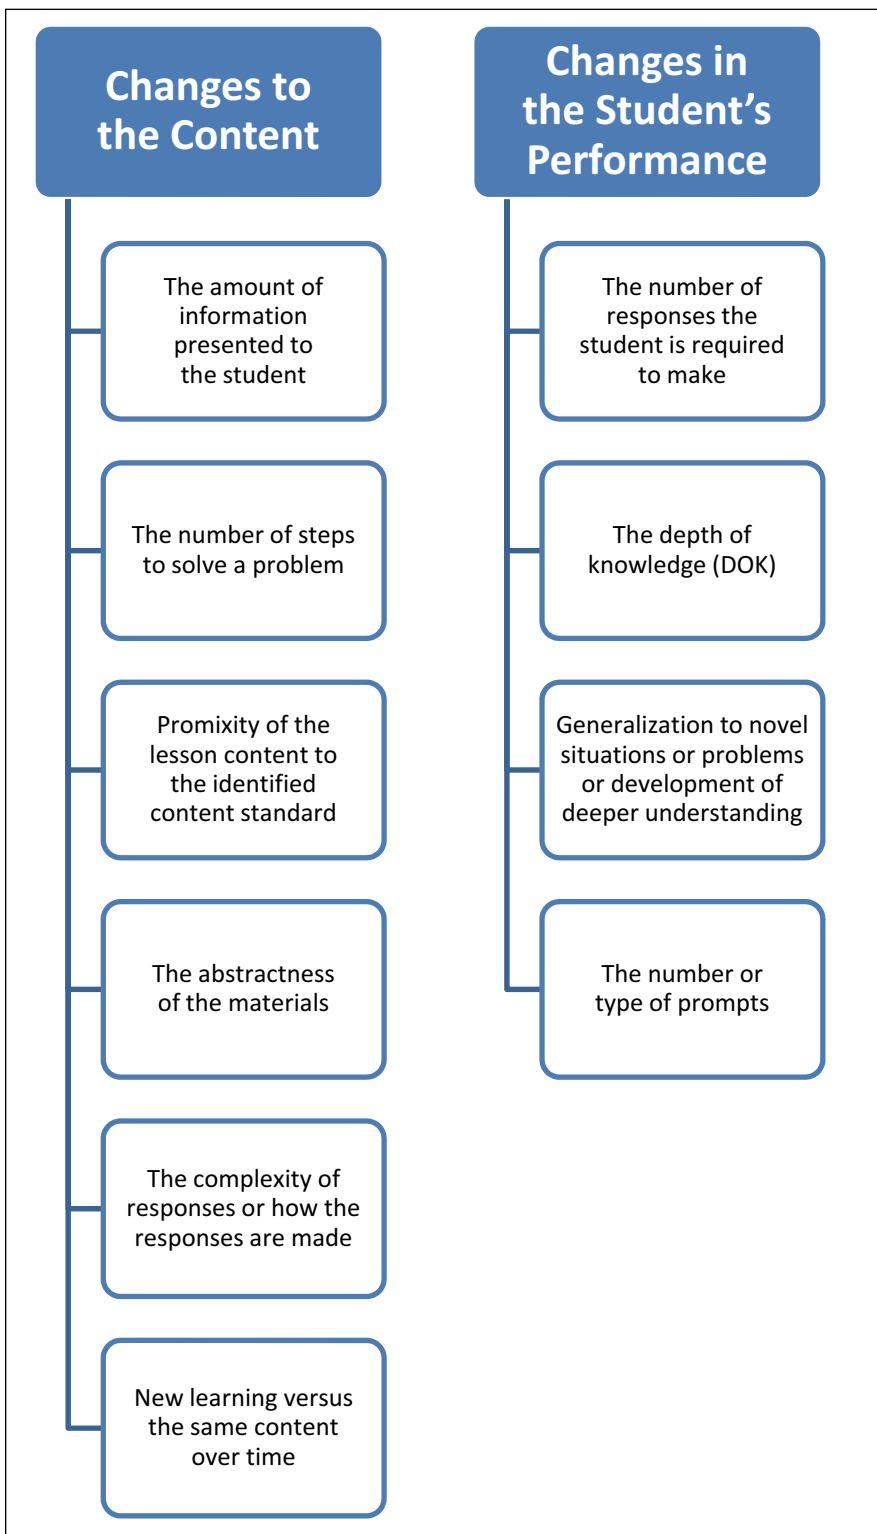 Changes to
the Content
The amount of
information
presented to
the student
The number of steps
to solve a problem
Promixity of the
lesson content to
the identified
content standard
The abstractness
of the materials
The complexity of
responses or how the
responses are made
New learning versus
the same content
over time
Changes in
the Student’s
Performance
The number of
responses the
student is required
to make
The depth of
knowledge (DOK)
Generalization to novel
situations or problems
or development of
deeper understanding
The number or
type of prompts